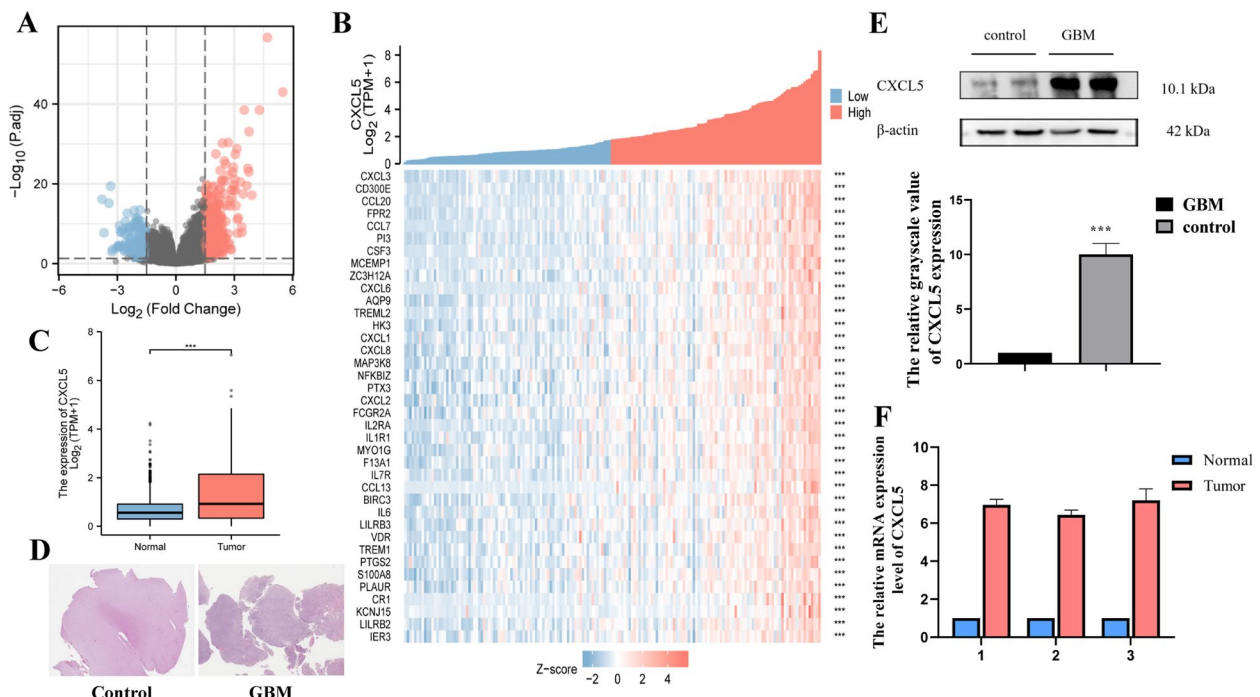 A
−Log10 (P.adj)
40
20
0
−6
−3
0
3
6
Log2 (Fold Change)
B
CXCL5
Log2 (TPM+1)
8
6
4
2
0
Low
High
CXCL3 ***
CD300E ***
CCL20 ***
FPR2 ***
CCL7 ***
PI3 ***
CSF3 ***
MCEMP1 ***
ZC3H12A ***
CXCL6 ***
AQP9 ***
TREML2 ***
HK3 ***
CXCL1 ***
CXCL8 ***
MAP3K8 ***
NFKBIZ ***
PTX3 ***
CXCL2 ***
FCGR2A ***
IL2RA ***
IL1R1 ***
MYO1G ***
F13A1 ***
IL7R ***
CCL13 ***
BIRC3 ***
IL6 ***
LILRB3 ***
VDR ***
TREM1 ***
PTGS2 ***
S100A8 ***
PLAUR ***
CR1 ***
KCNJ15 ***
LILRB2 ***
IER3 ***
Z−score
−2 0 2 4
C
The expression of CXCL5
Log2 (TPM+1)
8
6
4
2
0
***
Normal
Tumor
D
Control
GBM
E
control
GBM
CXCL5
10.1 kDa
β-actin
42 kDa
The relative grayscale value
of CXCL5 expression
15
10
5
0
***
GBM
control
F
The relative mRNA expression
level of CXCL5
10
8
6
4
2
0
1
2
3
Normal
Tumor